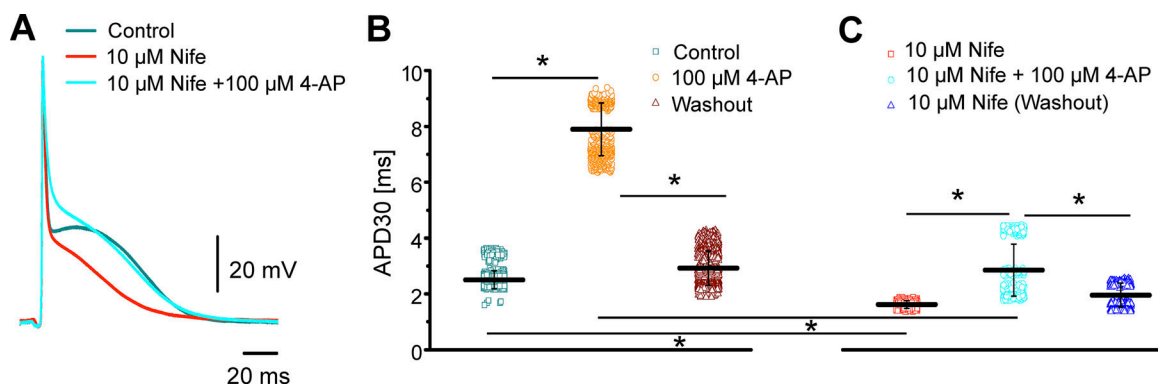 A
Control
10 µM Nife
10 µM Nife +100 µM 4-AP
20 mV
20 ms
B
Control
100 µM 4-AP
Washout
APD30 [ms]
10
8
6
4
2
0
*
*
*
*
C
10 µM Nife
10 µM Nife + 100 µM 4-AP
10 µM Nife (Washout)
*
*